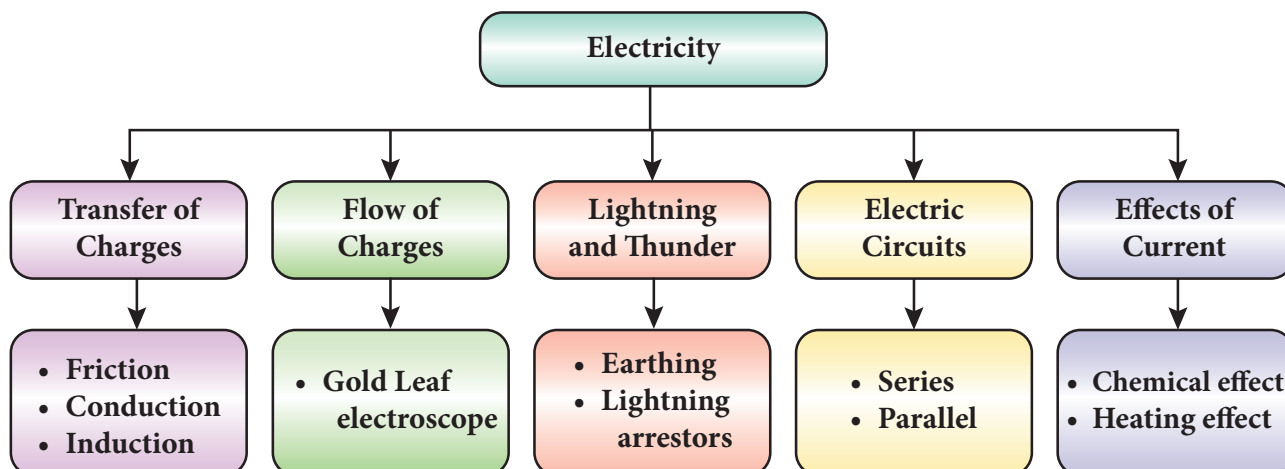 Electricity
Transfer of
Charges
Flow of
Charges
Lightning
and Thunder
Electric
Circuits
Effects of
Current
• Friction
• Conduction
• Induction
• Gold Leaf
electroscope
• Earthing
• Lightning
arrestors
• Series
• Parallel
• Chemical effect
• Heating effect